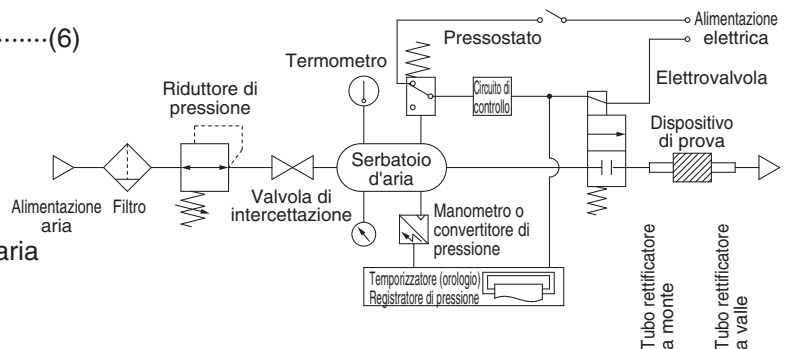 .......(6)
Pressostato
Alimentazione
elettrica
Termometro
Riduttore di
pressione
Circuito di
controllo
Elettrovalvola
Dispositivo
di prova
Serbatoio
d'aria
Alimentazione
aria
Filtro
Valvola di
intercettazione
Manometro o
convertitore di
pressione
aria
Temporizzatore (orologio)
Registratore di pressione
Tubo rettificatore
a monte
Tubo rettificatore
a valle